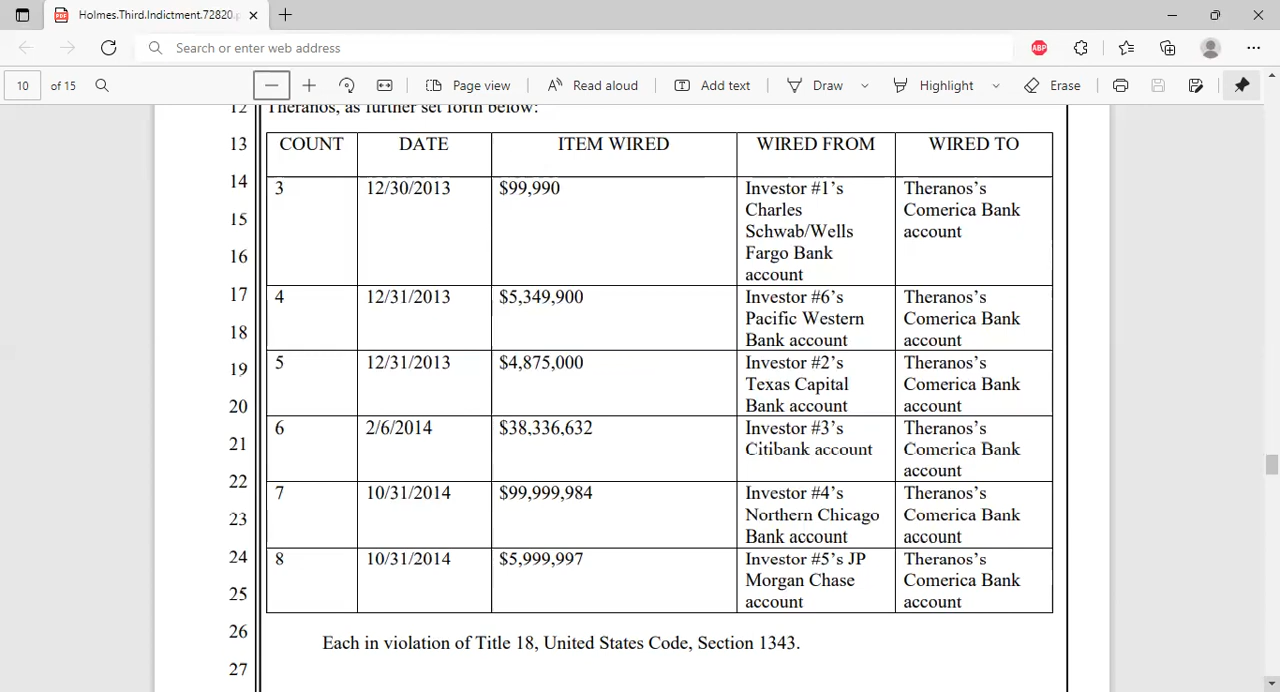 Holmes.Third.Indictment.72820.p
Search or enter web address
ABP
10 of 15
Page view
Read aloud
Add text
Draw
Highlight
Erase
12 Theranos, as further set forth below:
13 COUNT DATE ITEM WIRED WIRED FROM WIRED TO
14 3 12/30/2013 $99,990 Investor #1’s Theranos’s
Charles Comerica Bank
15 Schwab/Wells account
16 Fargo Bank
account
17 4 12/31/2013 $5,349,900 Investor #6’s Theranos’s
18 Pacific Western Comerica Bank
Bank account account
19 5 12/31/2013 $4,875,000 Investor #2’s Theranos’s
Texas Capital Comerica Bank
20 Bank account account
6 2/6/2014 $38,336,632 Investor #3’s Theranos’s
21 Citibank account Comerica Bank
account
22 7 10/31/2014 $99,999,984 Investor #4’s Theranos’s
23 Northern Chicago Comerica Bank
Bank account account
24 8 10/31/2014 $5,999,997 Investor #5’s JP Theranos’s
25 Morgan Chase Comerica Bank
account account
26 Each in violation of Title 18, United States Code, Section 1343.
27